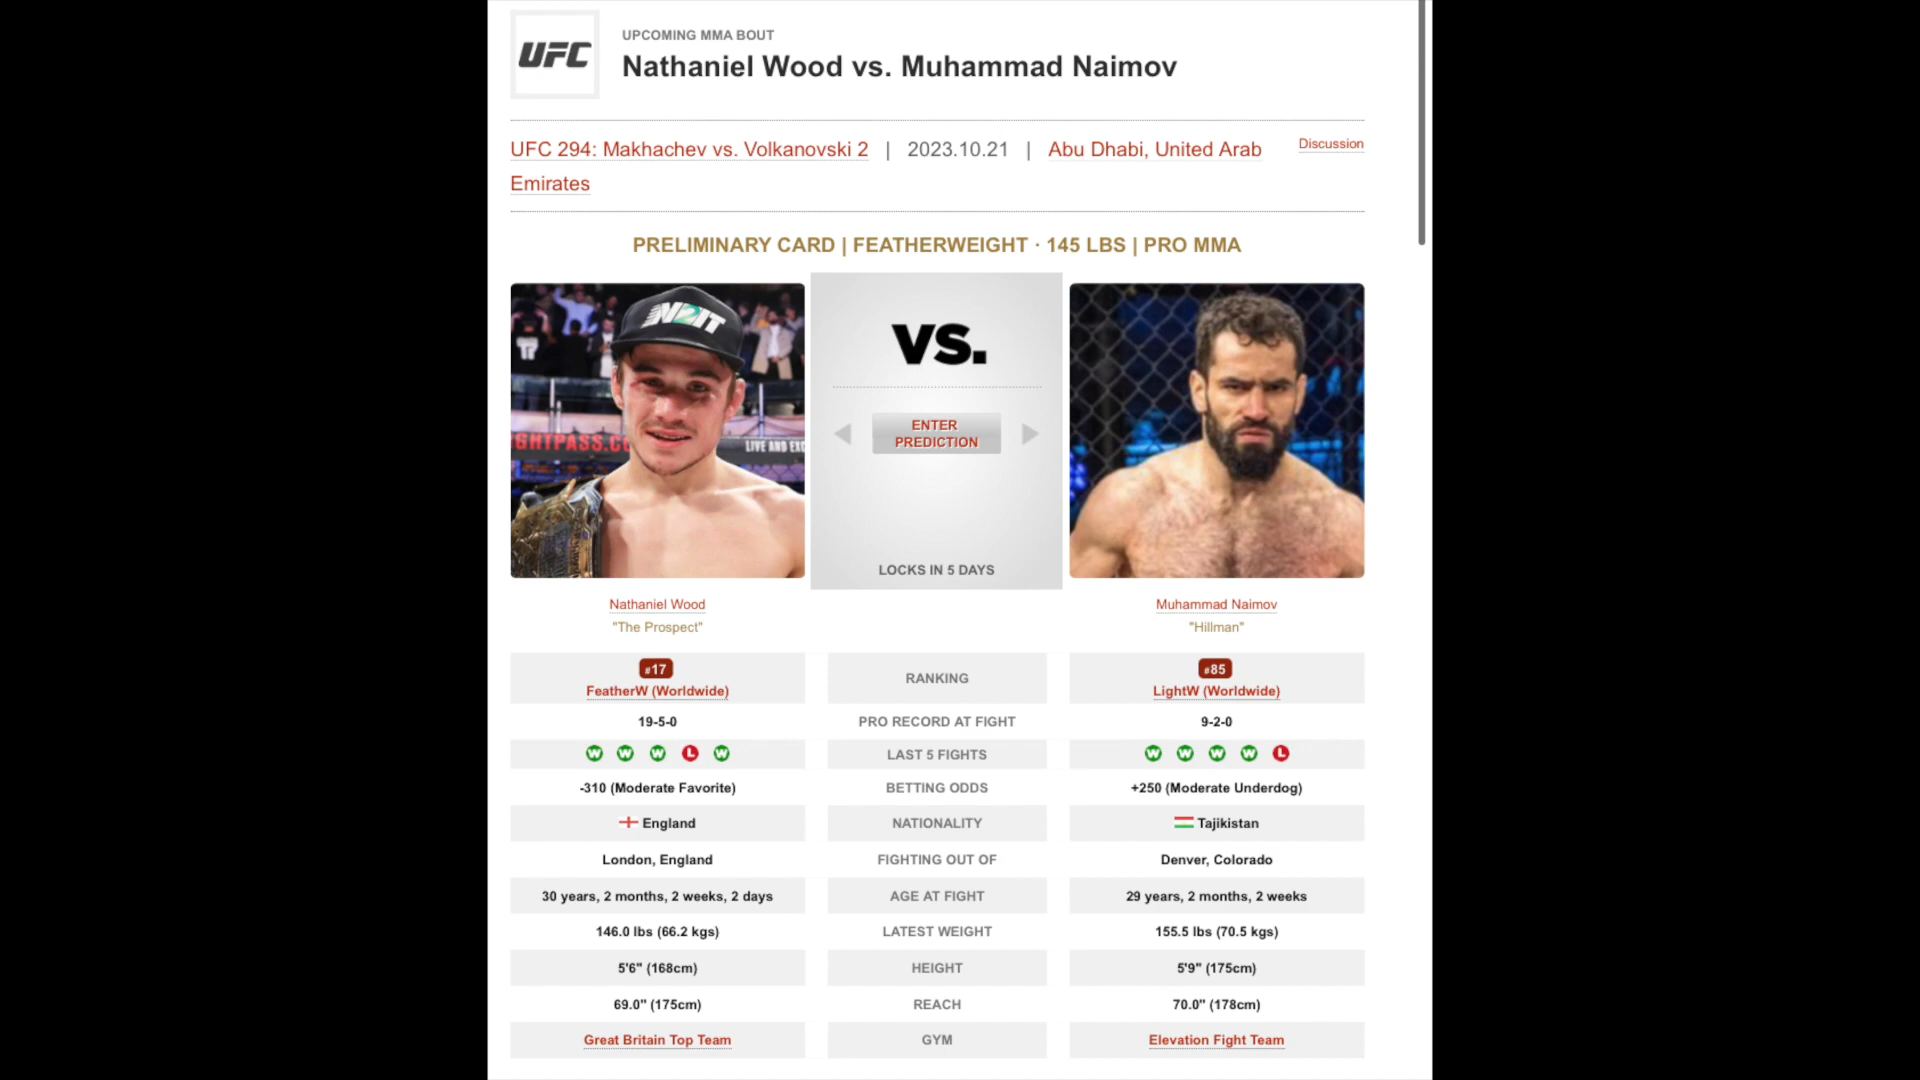 UFC
UPCOMING MMA BOUT
Nathaniel Wood vs. Muhammad Naimov
UFC 294: Makhachev vs. Volkanovski 2 | 2023.10.21 | Abu Dhabi, United Arab
Emirates
Discussion
PRELIMINARY CARD | FEATHERWEIGHT · 145 LBS | PRO MMA
VS.
ENTER
PREDICTION
LOCKS IN 5 DAYS
LIVE AND EXC
GHTPASS.C
Nathaniel Wood
"The Prospect"
Muhammad Naimov
"Hillman"
#17
FeatherW (Worldwide)
RANKING
#85
LightW (Worldwide)
19-5-0 PRO RECORD AT FIGHT 9-2-0
W W W L W LAST 5 FIGHTS W W W W L
-310 (Moderate Favorite) BETTING ODDS +250 (Moderate Underdog)
England NATIONALITY Tajikistan
London, England FIGHTING OUT OF Denver, Colorado
30 years, 2 months, 2 weeks, 2 days AGE AT FIGHT 29 years, 2 months, 2 weeks
146.0 lbs (66.2 kgs) LATEST WEIGHT 155.5 lbs (70.5 kgs)
5'6" (168cm) HEIGHT 5'9" (175cm)
69.0" (175cm) REACH 70.0" (178cm)
Great Britain Top Team GYM Elevation Fight Team